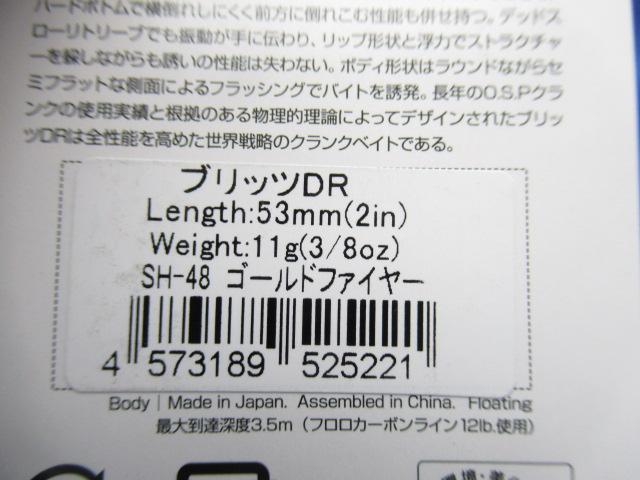 ハードボトムで横倒れしにくく前方に倒れこむ性能も併せ持つ。デッドス
ローリトリーブでも振動が手に伝わり、リップ形状と浮力でストラクチャ
ーを躱しながらも誘いの性能は失わない。ボディ形状はラウンドながらセ
ミフラットな側面によるフラッシングでバイトを誘発。長年のO.S.Pクラ
ンクの使用実績と根拠のある物理的理論によってデザインされたブリッ
ツDRは全性能を高めた世界戦略のクランクベイトである。
ブリッツDR
Length:53mm(2in)
Weight:11g(3/8oz)
SH-48 ゴールドファイヤー
4 573189 525221
Body | Made in Japan. Assembled in China. Floating
最大到達深度3.5m（フロロカーボンライン12lb.使用）